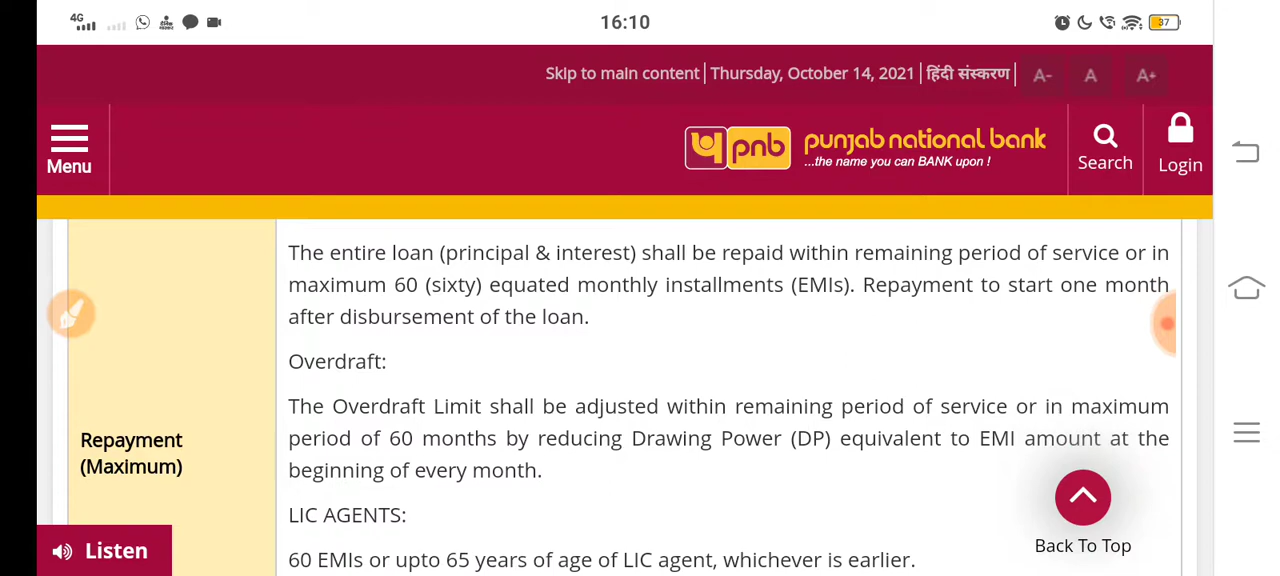 4G
16:10
37
Skip to main content Thursday, October 14, 2021 हिंदी संस्करण A- A A+
Menu
प pnb punjab national bank
...the name you can BANK upon !
Search
Login
The entire loan (principal & interest) shall be repaid within remaining period of service or in
maximum 60 (sixty) equated monthly installments (EMIs). Repayment to start one month
after disbursement of the loan.
Overdraft:
The Overdraft Limit shall be adjusted within remaining period of service or in maximum
period of 60 months by reducing Drawing Power (DP) equivalent to EMI amount at the
beginning of every month.
Repayment
(Maximum)
LIC AGENTS:
60 EMIs or upto 65 years of age of LIC agent, whichever is earlier.
Listen
Back To Top